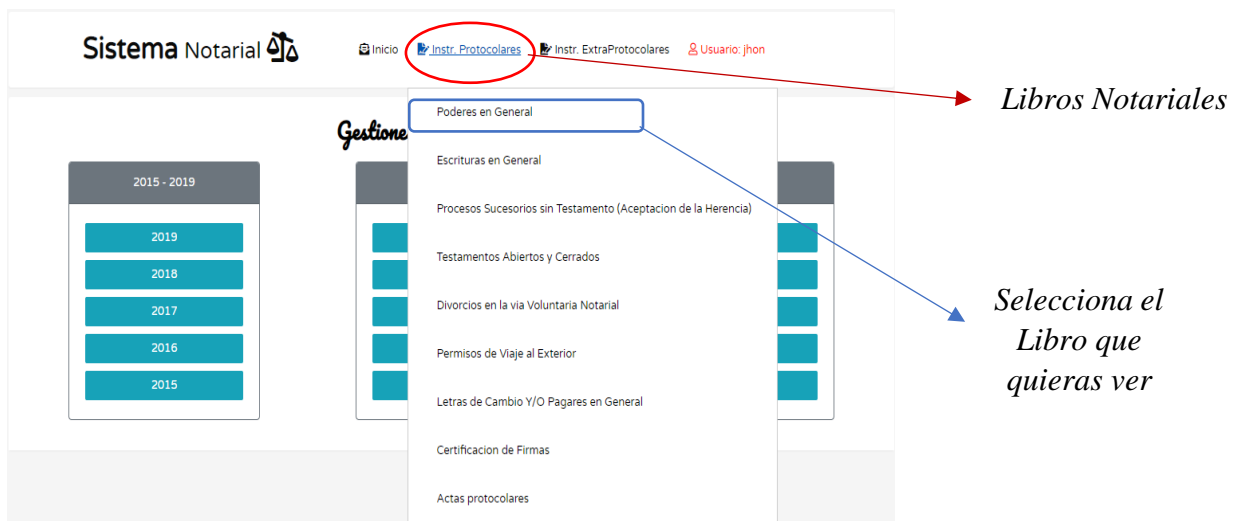 Sistema Notarial
Inicio
Instr. Protocolares
Instr. ExtraProtocolares
Usuario: jhon
Libros Notariales
Gestione
Poderes en General
Escrituras en General
Procesos Sucesorios sin Testamento (Aceptacion de la Herencia)
Testamentos Abiertos y Cerrados
Divorcios en la via Voluntaria Notarial
Permisos de Viaje al Exterior
Letras de Cambio Y/O Pagares en General
Certificacion de Firmas
Actas protocolares
2015 - 2019
2019
2018
2017
2016
2015
Selecciona el
Libro que
quieras ver